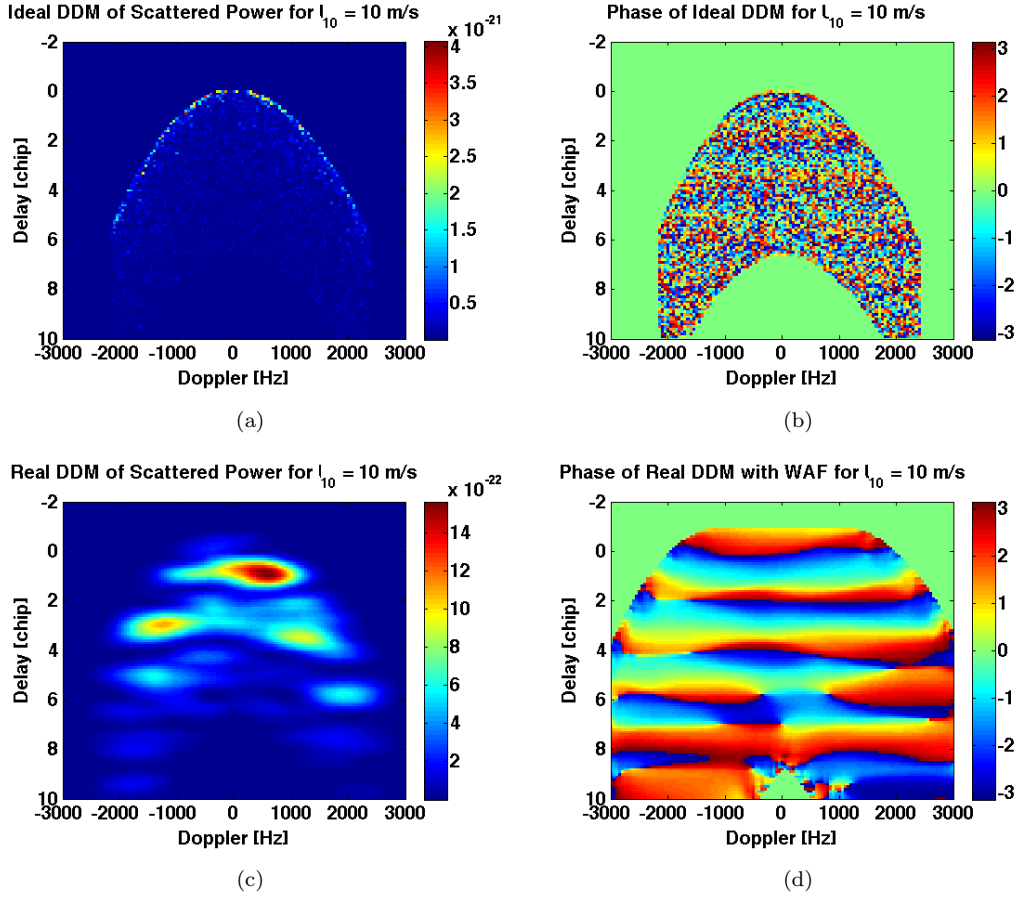 Ideal DDM of Scattered Power for U10 = 10 m/s
x 10-21
-2
0
2
4
6
8
10
Delay [chip]
-3000 -2000 -1000 0 1000 2000 3000
Doppler [Hz]
4
3.5
3
2.5
2
1.5
1
0.5
(a)
Phase of Ideal DDM for U10 = 10 m/s
-2
0
2
4
6
8
10
Delay [chip]
-3000 -2000 -1000 0 1000 2000 3000
Doppler [Hz]
3
2
1
0
-1
-2
-3
(b)
Real DDM of Scattered Power for U10 = 10 m/s
x 10-22
-2
0
2
4
6
8
10
Delay [chip]
-3000 -2000 -1000 0 1000 2000 3000
Doppler [Hz]
14
12
10
8
6
4
2
(c)
Phase of Real DDM with WAF for U10 = 10 m/s
-2
0
2
4
6
8
10
Delay [chip]
-3000 -2000 -1000 0 1000 2000 3000
Doppler [Hz]
3
2
1
0
-1
-2
-3
(d)